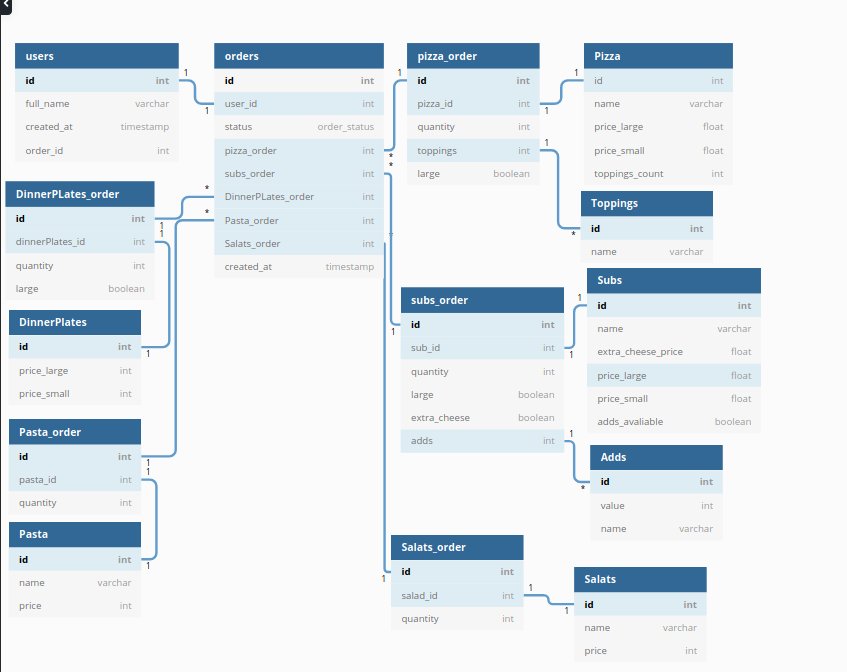 users
id int
full_name varchar
created_at timestamp
order_id int
orders
id int
user_id int
status order_status
pizza_order int
subs_order int
DinnerPLates_order int
Pasta_order int
Salats_order int
created_at timestamp
pizza_order
id int
pizza_id int
quantity int
toppings int
large boolean
Pizza
id int
name varchar
price_large float
price_small float
toppings_count int
Toppings
id int
name varchar
DinnerPLates_order
id int
dinnerPlates_id int
quantity int
large boolean
DinnerPlates
id int
price_large int
price_small int
Pasta_order
id int
pasta_id int
quantity int
Pasta
id int
name varchar
price int
subs_order
id int
sub_id int
quantity int
large boolean
extra_cheese boolean
adds int
Subs
id int
name varchar
extra_cheese_price float
price_large float
price_small float
adds_avaliable boolean
Adds
id int
value int
name varchar
Salats_order
id int
salad_id int
quantity int
Salats
id int
name varchar
price int
1
1
1
*
*
1
1
1
*
*
*
1
1
1
1
1
1
*
1
1
1
1
*
1
1
1